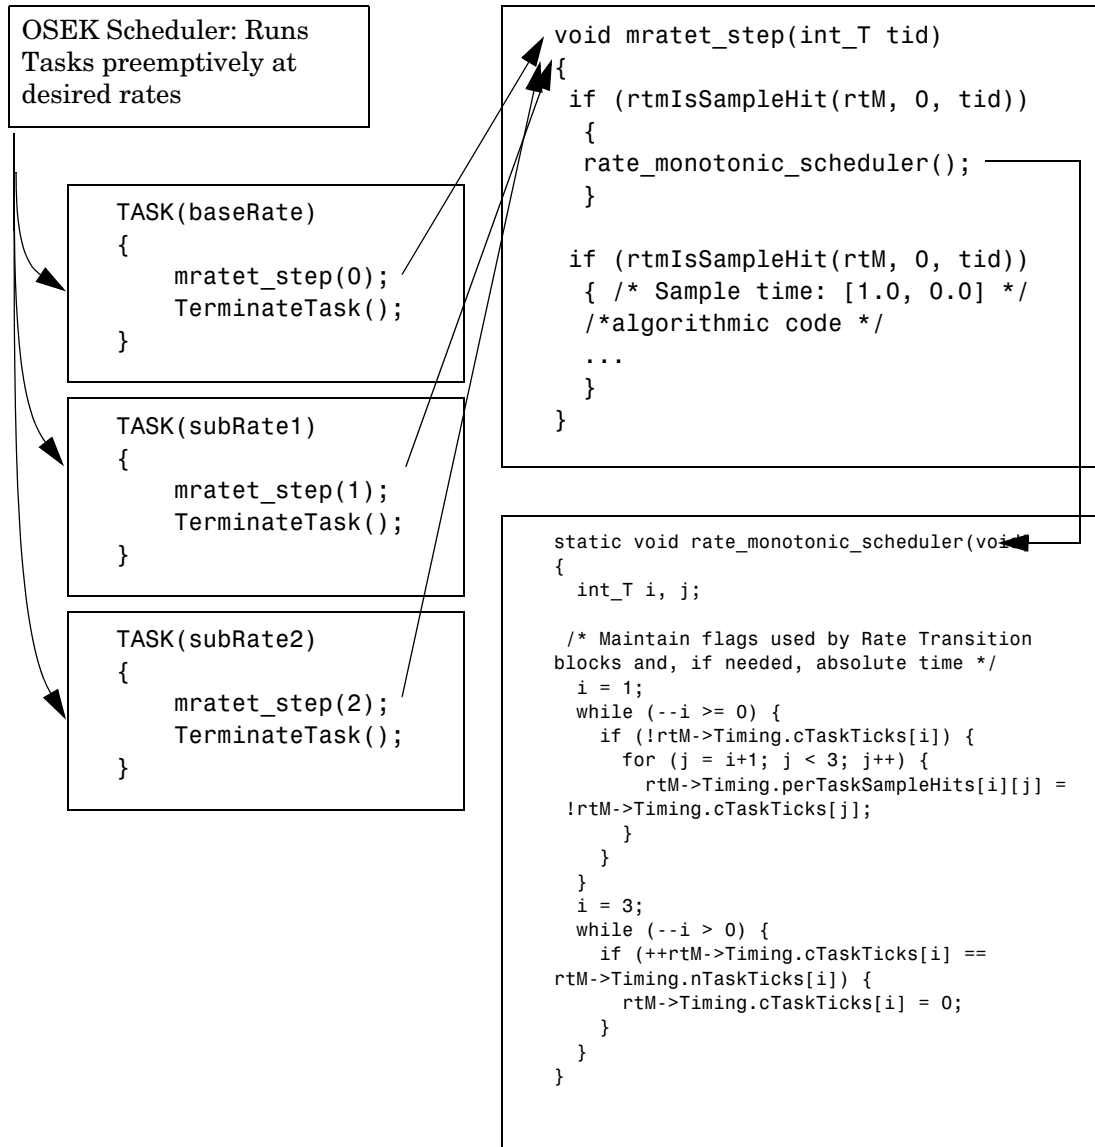 OSEK Scheduler: Runs
Tasks preemptively at
desired rates
TASK(baseRate)
{
mratet_step(0);
TerminateTask();
}
TASK(subRate1)
{
mratet_step(1);
TerminateTask();
}
TASK(subRate2)
{
mratet_step(2);
TerminateTask();
}
void mratet_step(int_T tid)
{
if (rtmIsSampleHit(rtM, 0, tid))
{
rate_monotonic_scheduler();
}
if (rtmIsSampleHit(rtM, 0, tid))
{ /* Sample time: [1.0, 0.0] */
/*algorithmic code */
...
}
}
static void rate_monotonic_scheduler(void)
{
int_T i, j;
/* Maintain flags used by Rate Transition
blocks and, if needed, absolute time */
i = 1;
while (--i >= 0) {
if (!rtM->Timing.cTaskTicks[i]) {
for (j = i+1; j < 3; j++) {
rtM->Timing.perTaskSampleHits[i][j] =
!rtM->Timing.cTaskTicks[j];
}
}
}
i = 3;
while (--i > 0) {
if (++rtM->Timing.cTaskTicks[i] ==
rtM->Timing.nTaskTicks[i]) {
rtM->Timing.cTaskTicks[i] = 0;
}
}
}